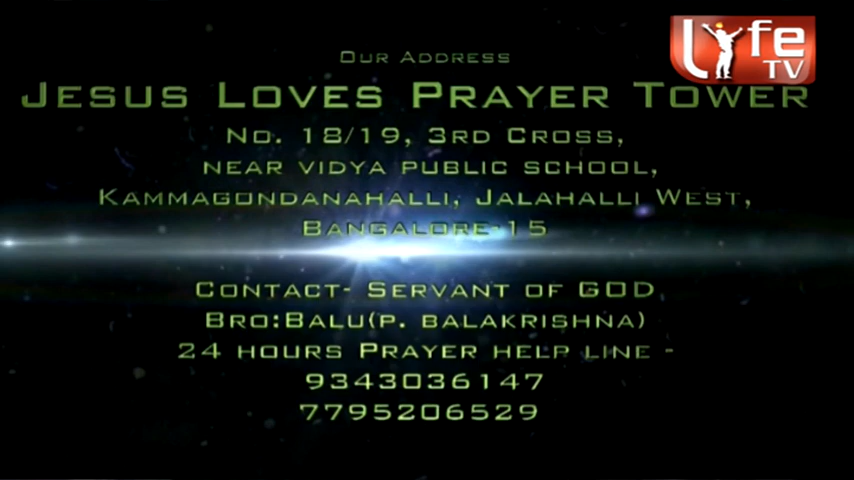 Lyfe
TV
Our Address
Jesus Loves Prayer Tower
No. 18/19, 3rd Cross,
near vidya public school,
Kammagondanahalli, Jalahalli West,
Bangalore-15
Contact- Servant of GOD
Bro:Balu(p. balakrishna)
24 hours Prayer help line -
9343036147
7795206529